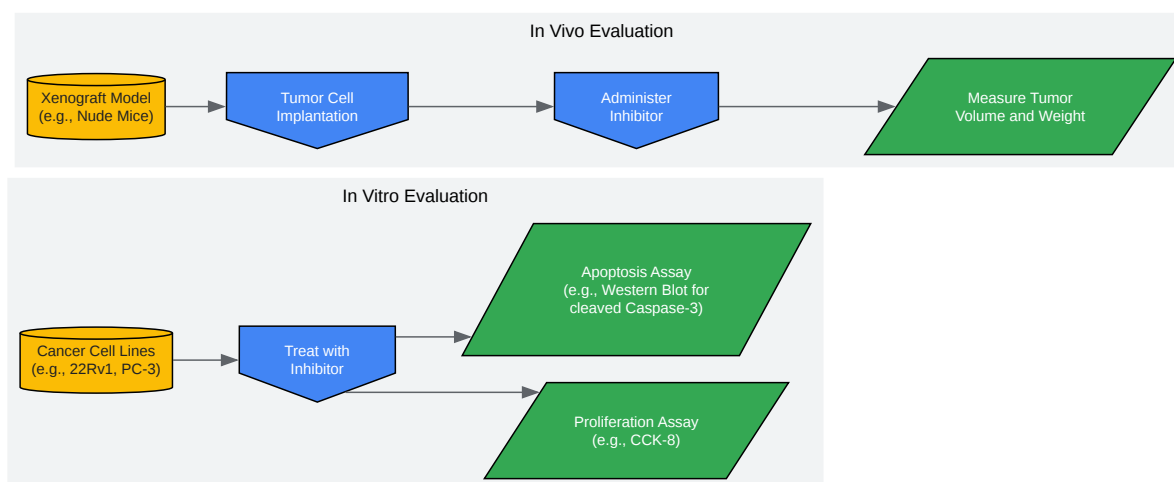 In Vivo Evaluation
Xenograft Model
(e.g., Nude Mice)
Tumor Cell
Implantation
Administer
Inhibitor
Measure Tumor
Volume and Weight
In Vitro Evaluation
Cancer Cell Lines
(e.g., 22Rv1, PC-3)
Treat with
Inhibitor
Apoptosis Assay
(e.g., Western Blot for
cleaved Caspase-3)
Proliferation Assay
(e.g., CCK-8)